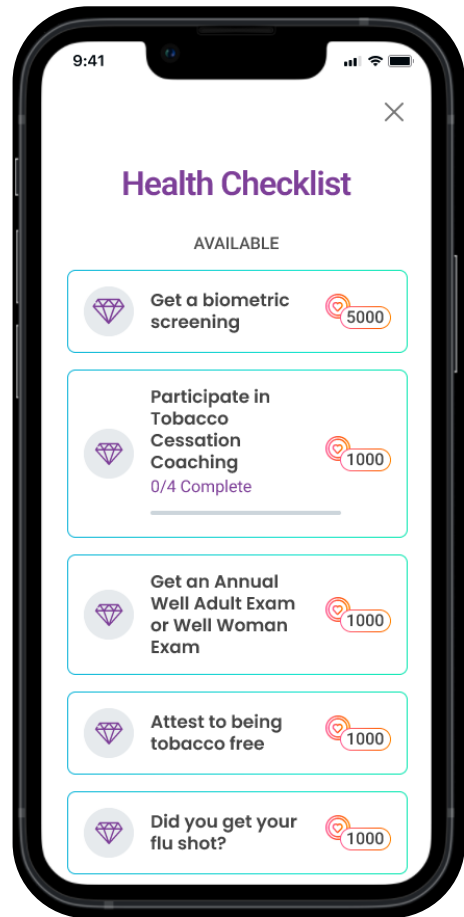 9:41
Health Checklist
AVAILABLE
Get a biometric
screening
5000
Participate in
Tobacco
Cessation
Coaching
0/4 Complete
1000
Get an Annual
Well Adult Exam
or Well Woman
Exam
1000
Attest to being
tobacco free
1000
Did you get your
flu shot?
1000